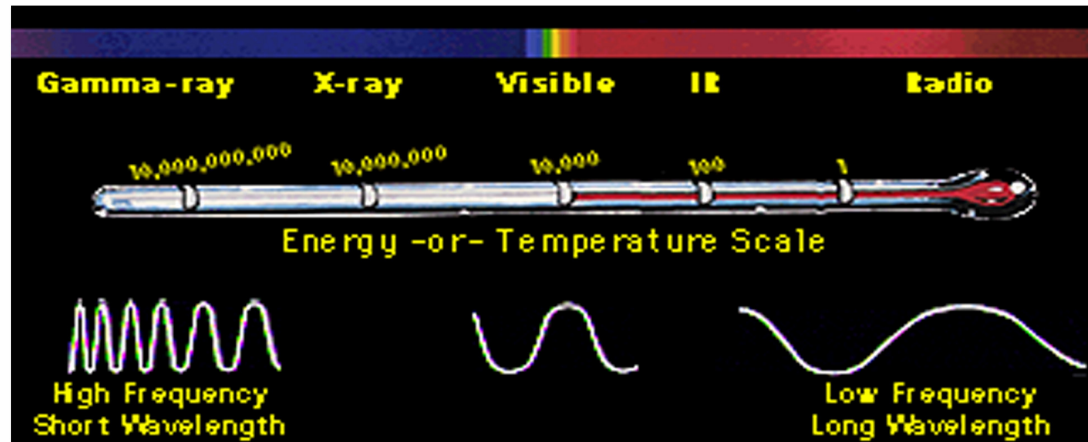 Gamma-ray X-ray Visible IR Radio
10,000,000,000 10,000,000 10,000 100 1
Energy -or- Temperature Scale
High Frequency Low Frequency
Short Wavelength Long Wavelength